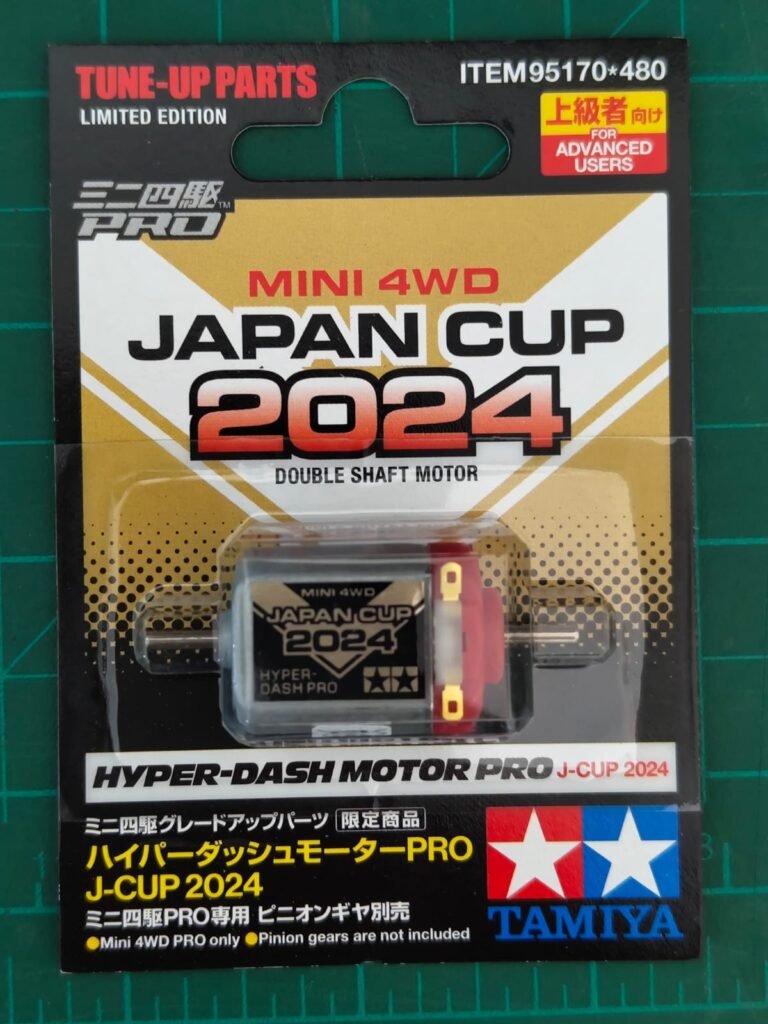 TUNE-UP PARTS
LIMITED EDITION
ITEM 95170*480
上級者向け
FOR
ADVANCED
USERS
ミニ四駆™
PRO
MINI 4WD
JAPAN CUP
2024
DOUBLE SHAFT MOTOR
MINI 4WD
JAPAN CUP
2024
HYPER-
DASH PRO
HYPER-DASH MOTOR PRO J-CUP 2024
ミニ四駆グレードアップパーツ 限定商品
ハイパーダッシュモーターPRO
J-CUP 2024
ミニ四駆PRO専用 ピニオンギヤ別売
●Mini 4WD PRO only ●Pinion gears are not included
TAMIYA